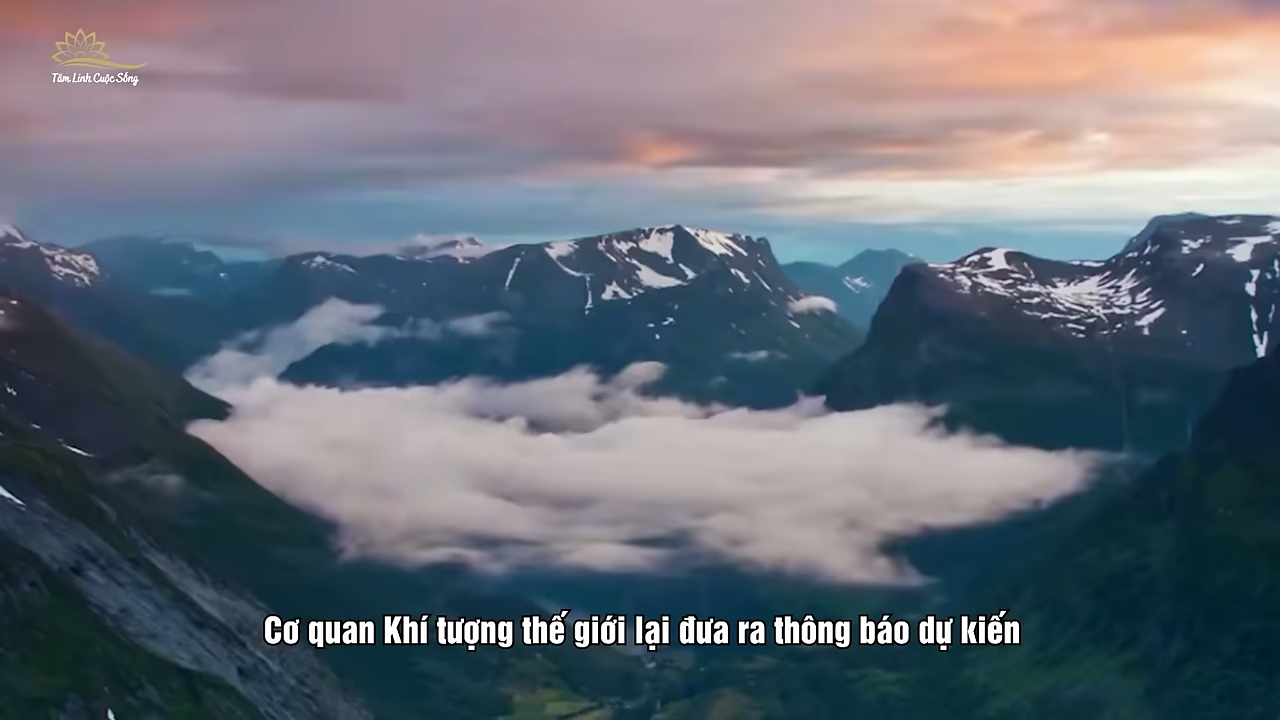 Tâm Linh Cuộc Sống
Cơ quan Khí tượng thế giới lại đưa ra thông báo dự kiến